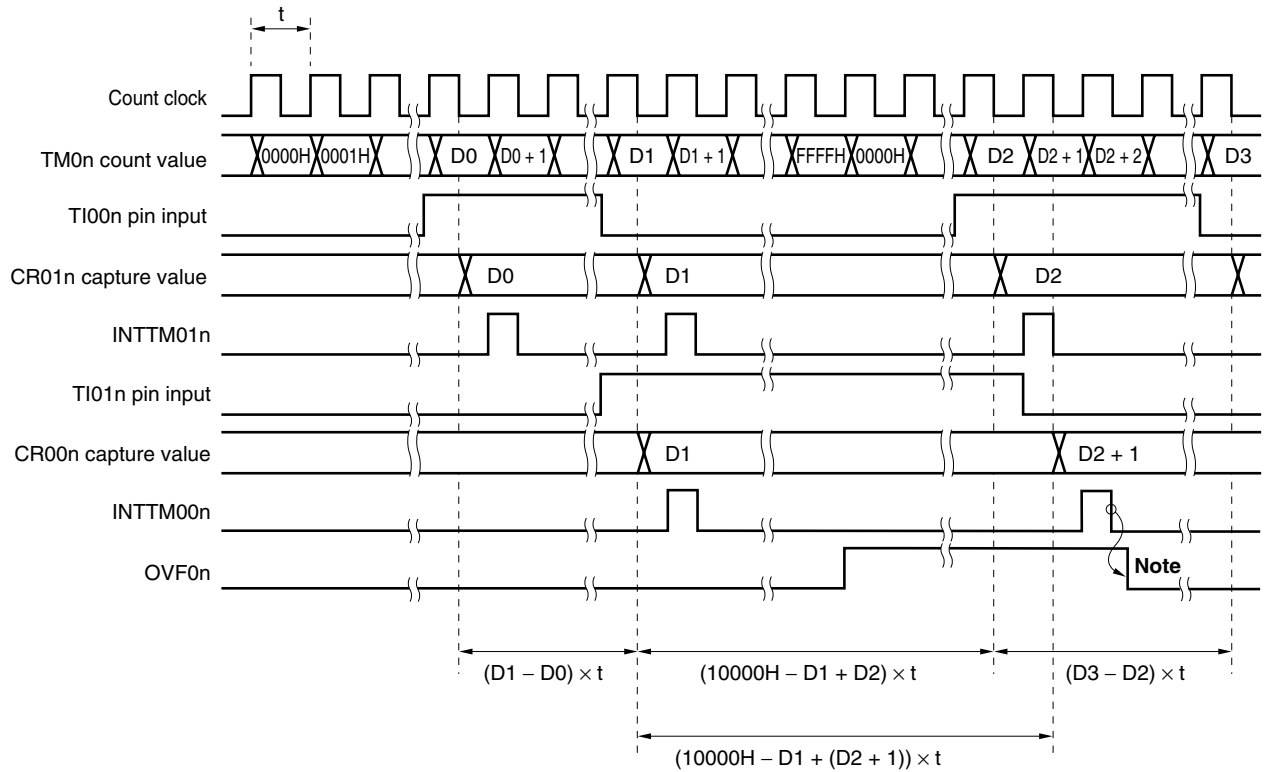 t
Count clock
TM0n count value 0000H 0001H D0 D0 + 1 D1 D1 + 1 FFFFH 0000H D2 D2 + 1 D2 + 2 D3
TI00n pin input
CR01n capture value D0 D1 D2
INTTM01n
TI01n pin input
CR00n capture value D1 D2 + 1
INTTM00n
OVF0n Note
(D1 – D0) × t (10000H – D1 + D2) × t (D3 – D2) × t
(10000H – D1 + (D2 + 1)) × t